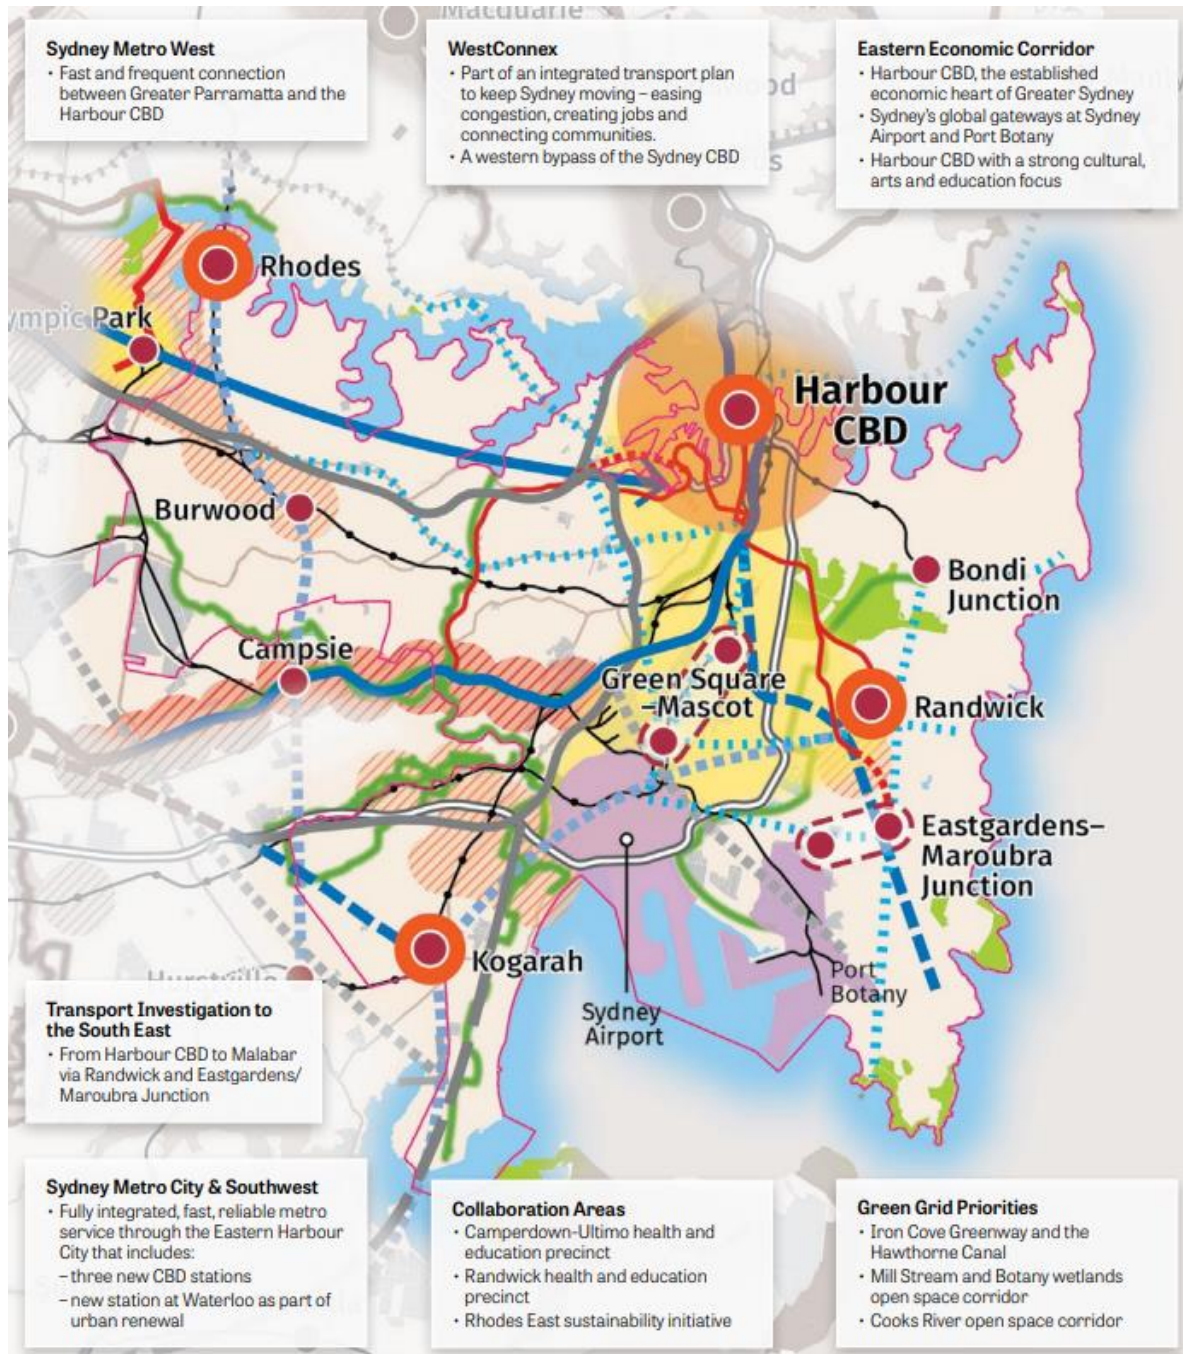 Macquarie
Sydney Metro West
• Fast and frequent connection
between Greater Parramatta and the
Harbour CBD
WestConnex
• Part of an integrated transport plan
to keep Sydney moving – easing
congestion, creating jobs and
connecting communities.
• A western bypass of the Sydney CBD
Eastern Economic Corridor
• Harbour CBD, the established
economic heart of Greater Sydney
• Sydney's global gateways at Sydney
Airport and Port Botany
• Harbour CBD with a strong cultural,
arts and education focus
Rhodes
ympic Park
Harbour
CBD
Burwood
Bondi
Junction
Campsie
Green Square
–Mascot
Randwick
Eastgardens–
Maroubra
Junction
Kogarah
Port
Botany
Hurstville
Sydney
Airport
Transport Investigation to
the South East
• From Harbour CBD to Malabar
via Randwick and Eastgardens/
Maroubra Junction
Sydney Metro City & Southwest
• Fully integrated, fast, reliable metro
service through the Eastern Harbour
City that includes:
– three new CBD stations
– new station at Waterloo as part of
urban renewal
Collaboration Areas
• Camperdown-Ultimo health and
education precinct
• Randwick health and education
precinct
• Rhodes East sustainability initiative
Green Grid Priorities
• Iron Cove Greenway and the
Hawthorne Canal
• Mill Stream and Botany wetlands
open space corridor
• Cooks River open space corridor